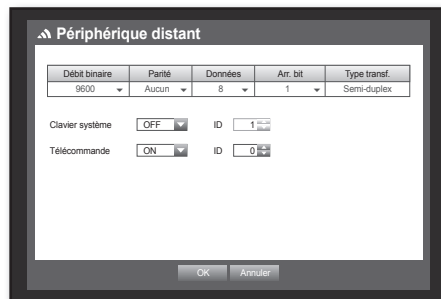 Périphérique distant
Débit binaire Parité Données Arr. bit Type transf.
9600 Aucun 8 1 Semi-duplex
Clavier système OFF ID 1
Télécommande ON ID 0
OK Annuler